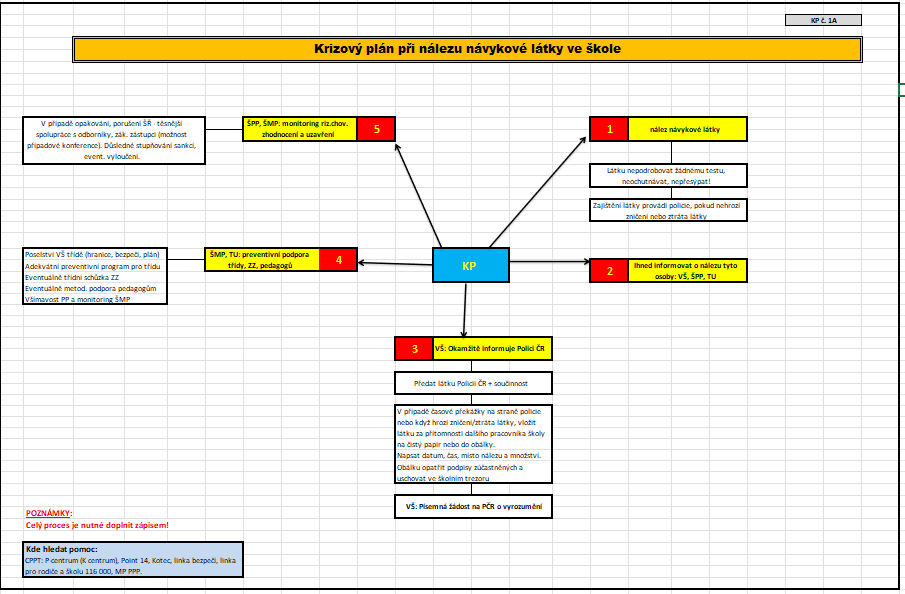 KP č. 1A
Krizový plán při nálezu návykové látky ve škole
V případě opakování, porušení ŠŘ - těsnější
spolupráce s odborníky, zák. zástupci (možnost
případové konference). Důsledné stupňování sankcí,
event. vyloučení.
ŠPP, ŠMP: monitoring riz.chov.
zhodnocení a uzavření
5
1
nález návykové látky
Látku nepodrobovat žádnému testu,
neochutnávat, nepřesýpat!
Zajištění látky provádí policie, pokud nehrozí
zničení nebo ztráta látky
Poselství VŠ třídě (hranice, bezpečí, plán)
Adekvátní preventivní program pro třídu
Eventuálně třídní schůzka ZZ
Eventuálně metod. podpora pedagogům
Všímavost PP a monitoring ŠMP
ŠMP, TU: preventivní podpora
třídy, ZZ, pedagogů
4
KP
2
Ihned informovat o nálezu tyto
osoby: VŠ, ŠPP, TU
3
VŠ: Okamžitě informuje Polici ČR
Předat látku Policii ČR + součinnost
V případě časové překážky na straně policie
nebo když hrozí zničení/ztráta látky, vložit
látku za přítomnosti dalšího pracovníka školy
na čistý papír nebo do obálky.
Napsat datum, čas, místo nálezu a množství.
Obálku opatřit podpisy zúčastněných a
uschovat ve školním trezoru
VŠ: Písemná žádost na PČR o vyrozumění
POZNÁMKY:
Celý proces je nutné doplnit zápisem!
Kde hledat pomoc:
CPPT: P centrum (K centrum), Point 14, Kotec, linka bezpečí, linka
pro rodiče a školu 116 000, MP PPP.